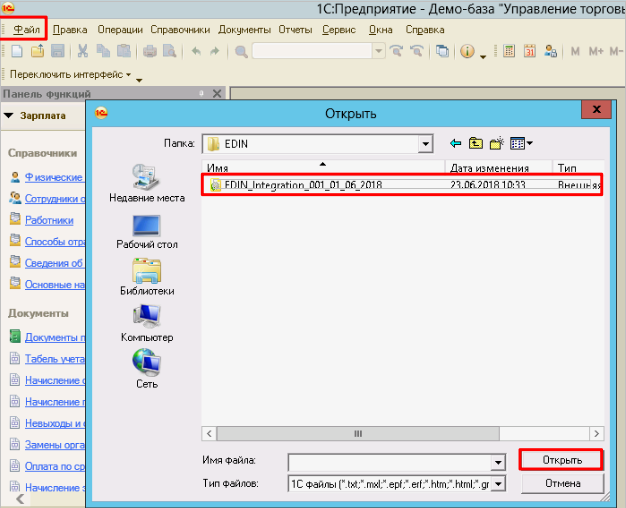 1С:Предприятие - Демо-база "Управление торговь
Файл Правка Операции Справочники Документы Отчеты Сервис Окна Справка
M M+ M-
Переключить интерфейс
Панель функций
Зарплата
Справочники
Физические
Сотрудники о
Работники
Способы отра
Сведения об
Основные на
Документы
Документы п
Табель учета
Начисление с
Начисление г
Невыходы и
Замены орга
Оплата по ср
Начисление з
Открыть
Папка: EDIN
Имя Дата изменения Тип
EDIN_Integration_001_01_06_2018 23.06.2018 10:33 Внешняя
Недавние места
Рабочий стол
Библиотеки
Компьютер
Сеть
Имя файла: Открыть
Тип файлов: 1С файлы (*.txt;*.mxl;*.epf;*.erf;*.htm;*.html;*.gr Отмена